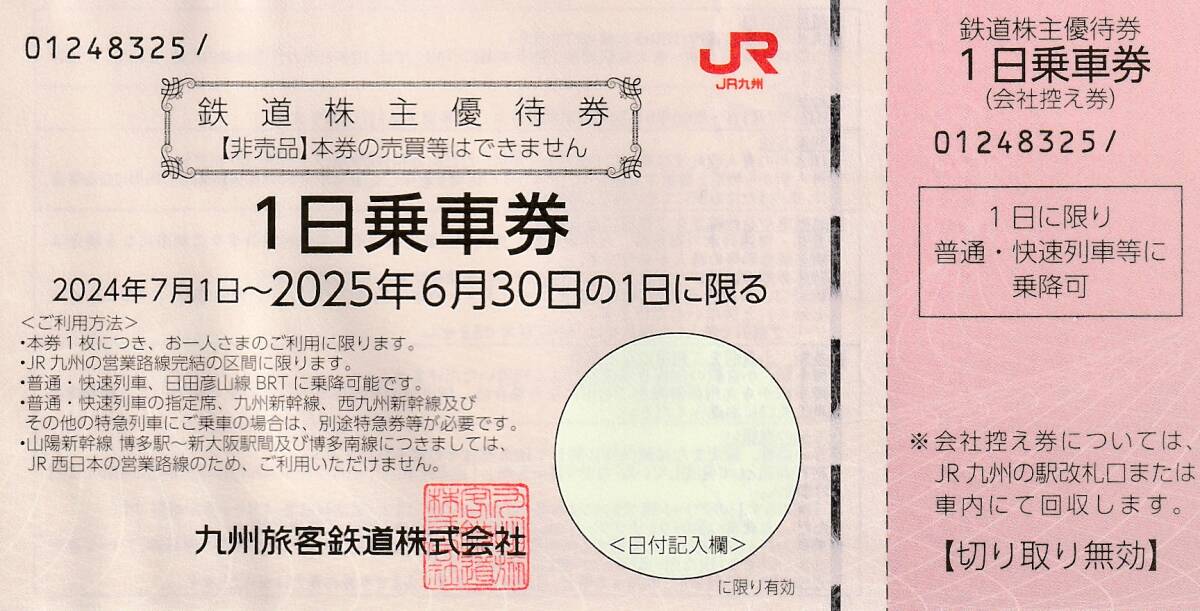 01248325/
JR
JR九州
鉄道株主優待券
【非売品】本券の売買等はできません
1日乗車券
2024年7月1日～2025年6月30日の1日に限る
＜ご利用方法＞
・本券1枚につき、お一人さまのご利用に限ります。
・JR九州の営業路線完結の区間に限ります。
・普通・快速列車、日田彦山線BRTに乗降可能です。
・普通・快速列車の指定席、九州新幹線、西九州新幹線及び
その他の特急列車にご乗車の場合は、別途特急券等が必要です。
・山陽新幹線 博多駅～新大阪駅間及び博多南線につきましては、
JR西日本の営業路線のため、ご利用いただけません。
九州旅客鉄道株式会社
＜日付記入欄＞
に限り有効
鉄道株主優待券
1日乗車券
(会社控え券)
01248325/
1日に限り
普通・快速列車等に
乗降可
※会社控え券については、
JR九州の駅改札口または
車内にて回収します。
【切り取り無効】